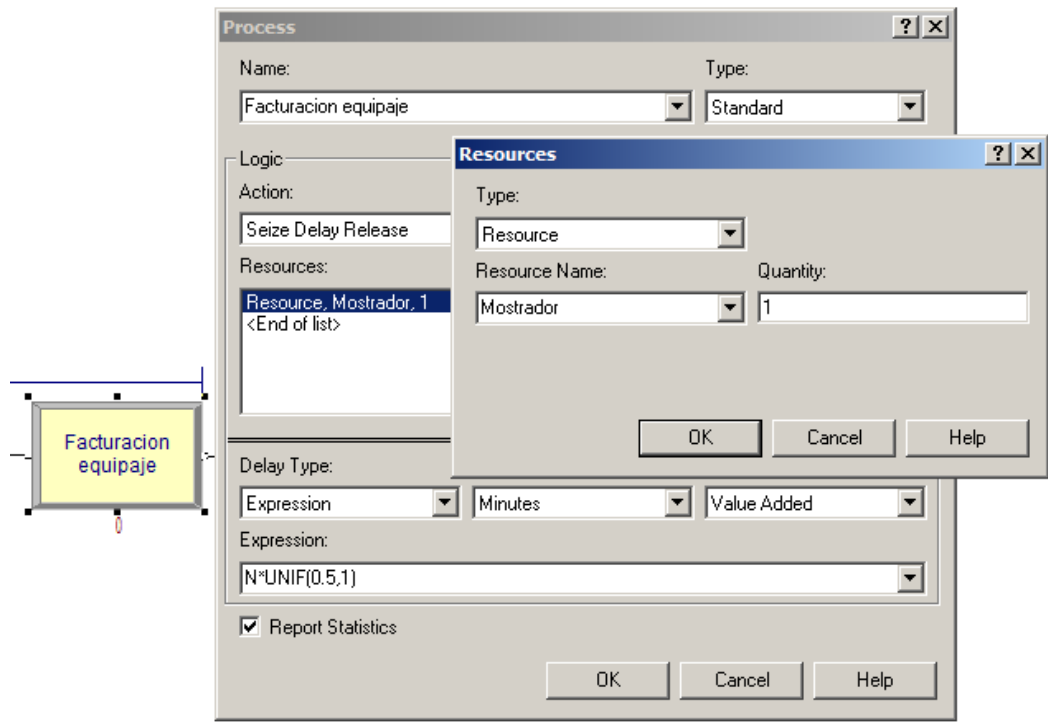 Process
Name:
Type:
Facturacion equipaje
Standard
Logic
Action:
Seize Delay Release
Resources:
Resource, Mostrador, 1
<End of list>
Resources
Type:
Resource
Resource Name:
Quantity:
Mostrador
1
OK
Cancel
Help
Facturacion
equipaje
0
Delay Type:
Expression
Minutes
Value Added
Expression:
N*UNIF(0.5,1)
Report Statistics
OK
Cancel
Help